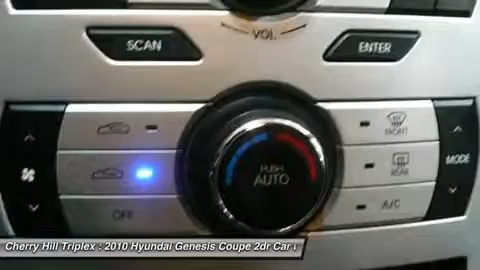 VOL
SCAN
ENTER
FRONT
PUSH
AUTO
REAR
MODE
OFF
A/C
Cherry Hill Triplex : 2010 Hyundai Genesis Coupe 2dr Car